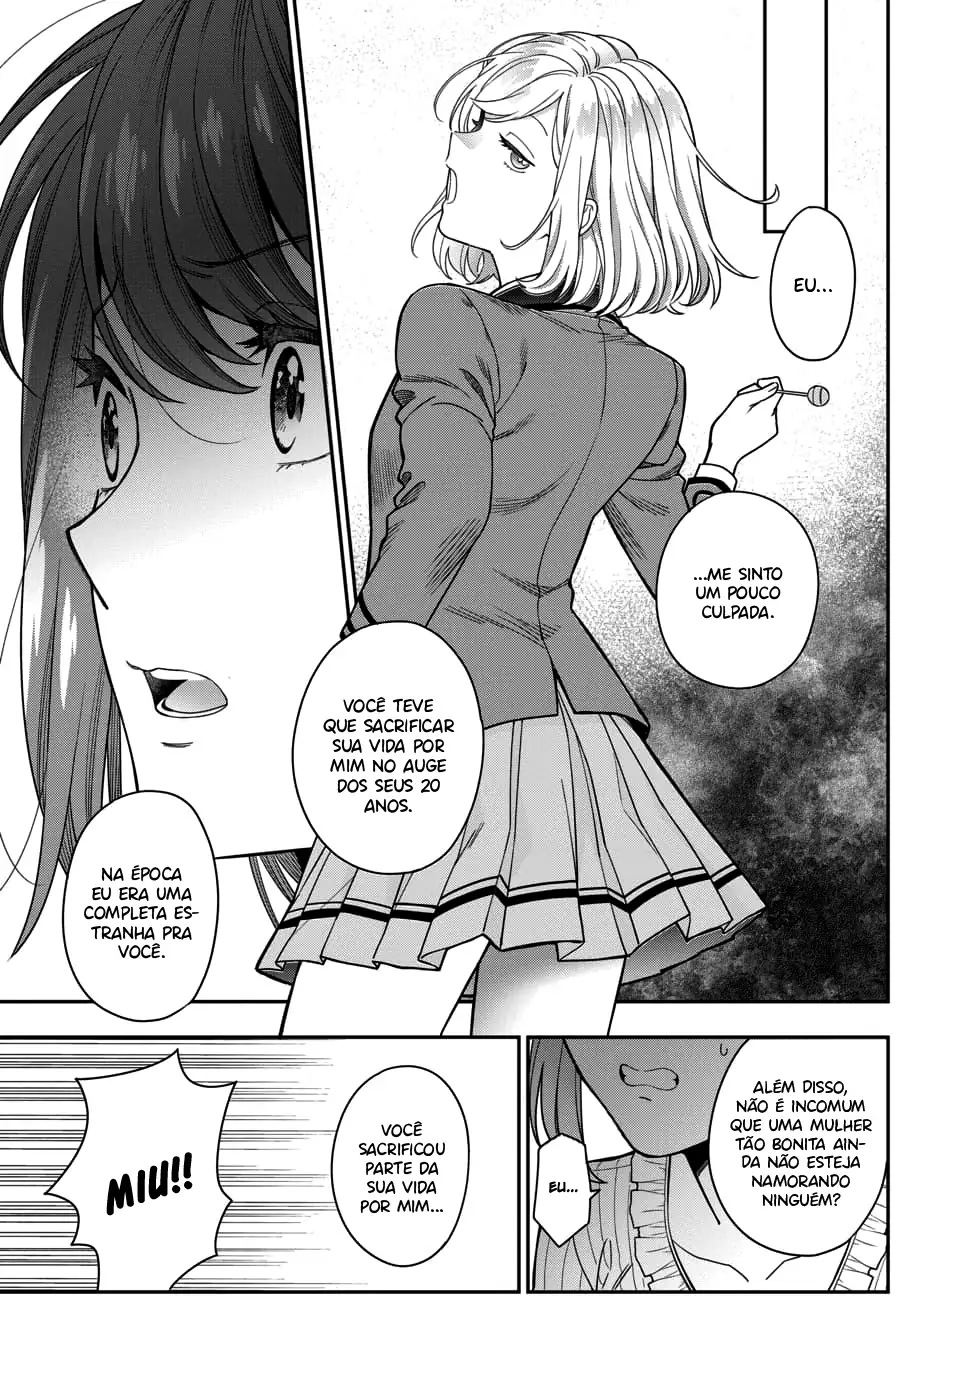 EU...
...ME SINTO
UM POUCO
CULPADA.
VOCÊ TEVE
QUE SACRIFICAR
SUA VIDA POR
MIM NO AUGE
DOS SEUS 20
ANOS.
NA ÉPOCA
EU ERA UMA
COMPLETA ES-
TRANHA PRA
VOCÊ.
ALÉM DISSO,
NÃO É INCOMUM
QUE UMA MULHER
TÃO BONITA AIN-
DA NÃO ESTEJA
NAMORANDO
NINGUÉM?
EU...
VOCÊ
SACRIFICOU
PARTE DA
SUA VIDA
POR MIM...
MIU!!